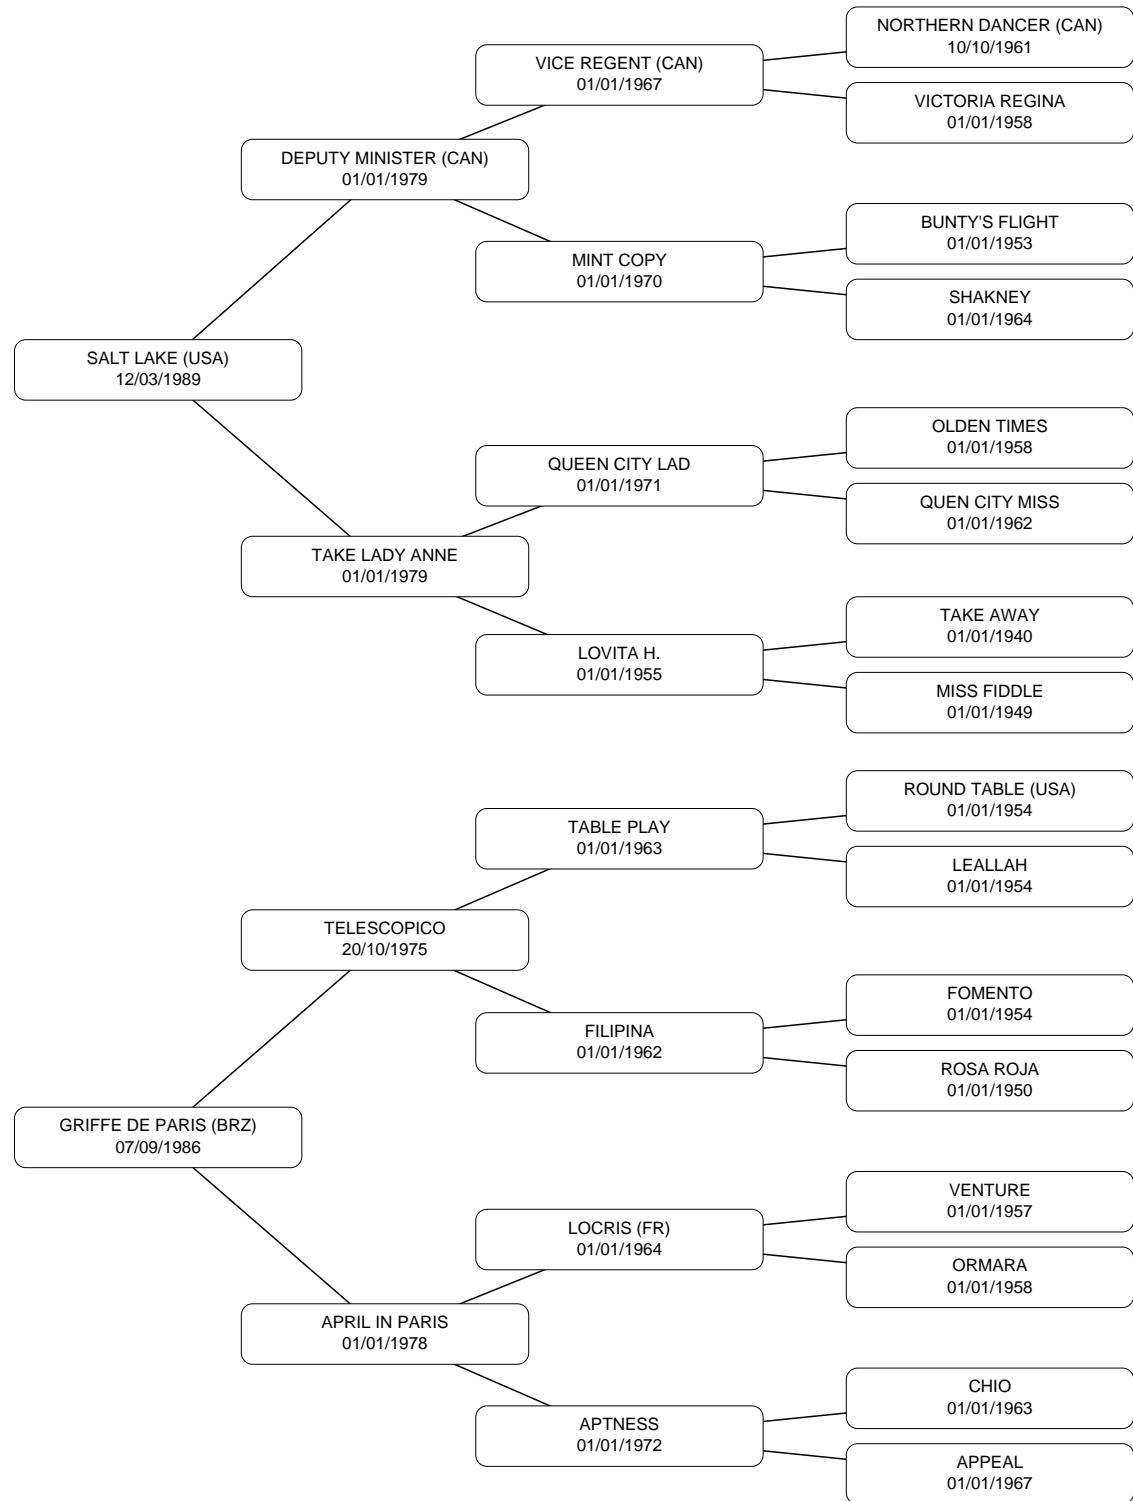 NORTHERN DANCER (CAN)
10/10/1961
VICE REGENT (CAN)
01/01/1967
VICTORIA REGINA
01/01/1958
DEPUTY MINISTER (CAN)
01/01/1979
BUNTY'S FLIGHT
01/01/1953
MINT COPY
01/01/1970
SHAKNEY
01/01/1964
SALT LAKE (USA)
12/03/1989
OLDEN TIMES
01/01/1958
QUEEN CITY LAD
01/01/1971
QUEN CITY MISS
01/01/1962
TAKE LADY ANNE
01/01/1979
TAKE AWAY
01/01/1940
LOVITA H.
01/01/1955
MISS FIDDLE
01/01/1949
ROUND TABLE (USA)
01/01/1954
TABLE PLAY
01/01/1963
LEALLAH
01/01/1954
TELESCOPICO
20/10/1975
FOMENTO
01/01/1954
FILIPINA
01/01/1962
ROSA ROJA
01/01/1950
GRIFFE DE PARIS (BRZ)
07/09/1986
VENTURE
01/01/1957
LOCRIS (FR)
01/01/1964
ORMARA
01/01/1958
APRIL IN PARIS
01/01/1978
CHIO
01/01/1963
APTNESS
01/01/1972
APPEAL
01/01/1967